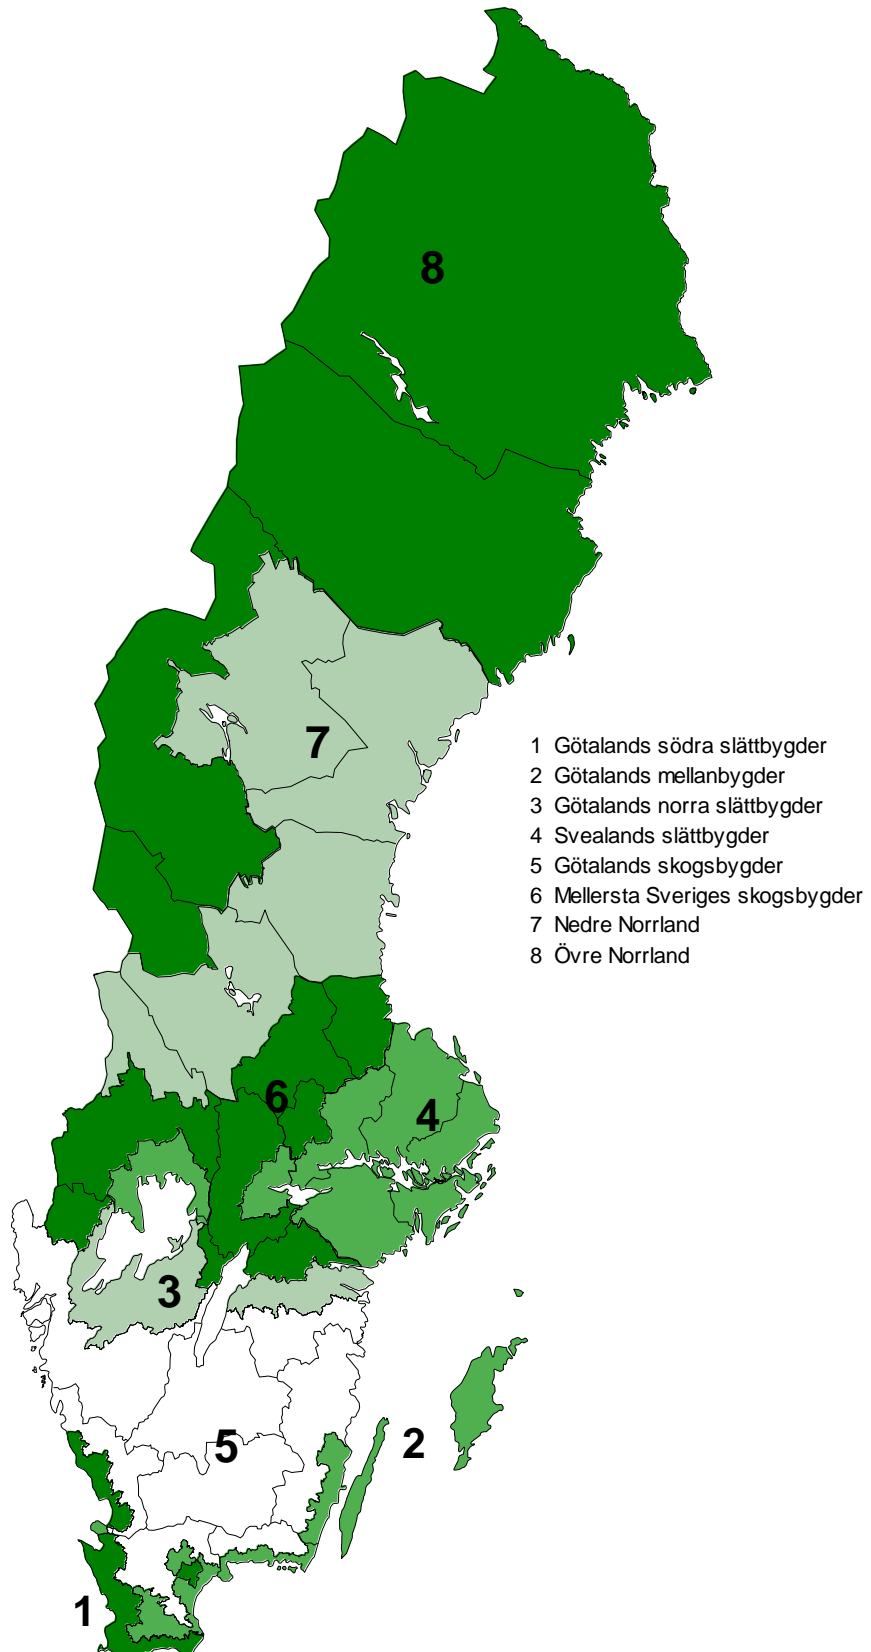 8
7
1 Götalands södra slättbygder
2 Götalands mellanbygder
3 Götalands norra slättbygder
4 Svealands slättbygder
5 Götalands skogsbygder
6 Mellersta Sveriges skogsbygder
7 Nedre Norrland
8 Övre Norrland
6
4
3
2
5
1